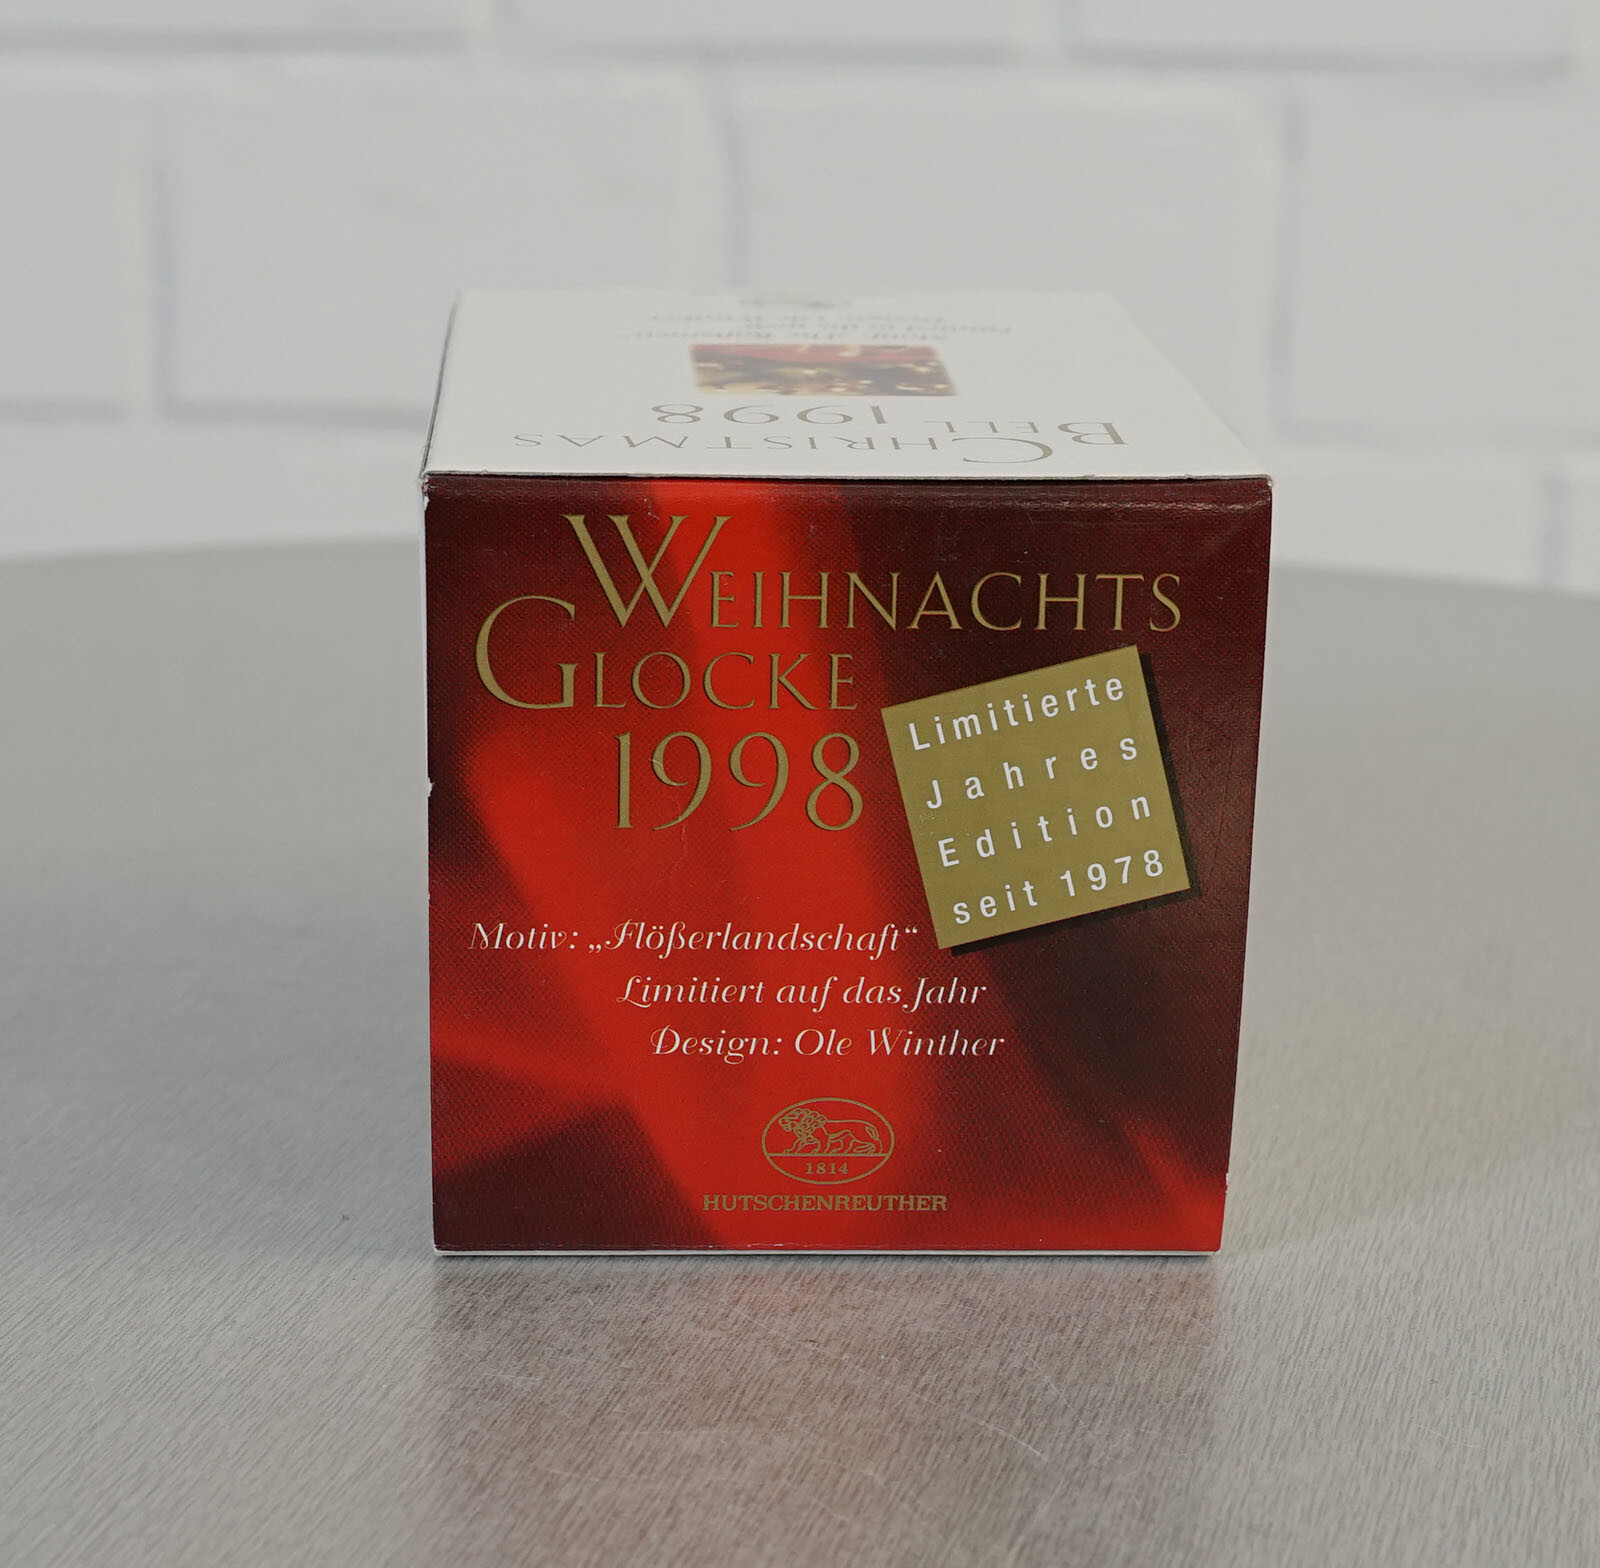 CHRISTMAS
BELL 1998
WEIHNACHTS
GLOCKE
1998
Limitierte
Jahres
Edition
seit 1978
Motiv: „Flößerlandschaft“
Limitiert auf das Jahr
Design: Ole Winther
1814
HUTSCHENREUTHER